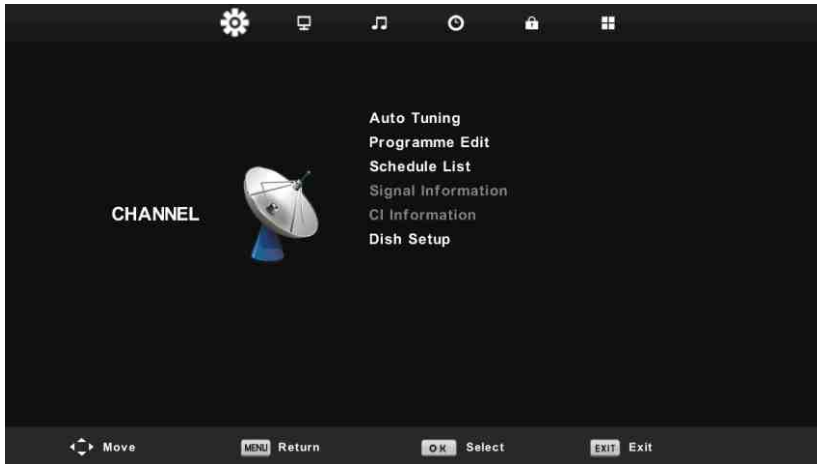 Auto Tuning
Programme Edit
Schedule List
Signal Information
CI Information
Dish Setup
CHANNEL
Move
MENU Return
OK Select
EXIT Exit